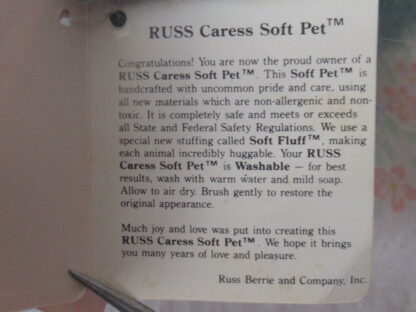 RUSS Caress Soft Pet™
Congratulations! You are now the proud owner of a
RUSS Caress Soft Pet™. This Soff Pet™ is
handcrafted with uncommon pride and care, using
all new materials which are non-allergenic and non-
toxic. It is completely safe and meets or exceeds
all State and Federal Safety Regulations. We use a
special new stuffing called Soft Fluff™, making
each animal incredibly huggable. Your RUSS
Caress Soft Pet™ is Washable — for best
results, wash with warm water and mild soap.
Allow to air dry. Brush gently to restore the
original appearance.
Much joy and love was put into creating this
RUSS Caress Soft Pet™. We hope it brings
you many years of love and pleasure.
Russ Berrie and Company, Inc.